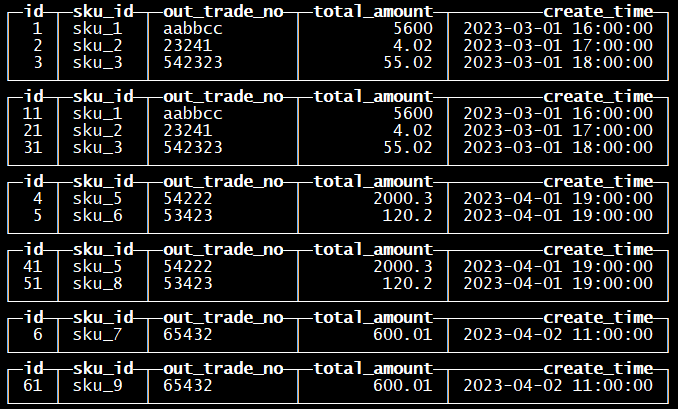 id sku_id out_trade_no total_amount create_time
1 sku_1 aabbcc 5600 2023-03-01 16:00:00
2 sku_2 23241 4.02 2023-03-01 17:00:00
3 sku_3 542323 55.02 2023-03-01 18:00:00
id sku_id out_trade_no total_amount create_time
11 sku_1 aabbcc 5600 2023-03-01 16:00:00
21 sku_2 23241 4.02 2023-03-01 17:00:00
31 sku_3 542323 55.02 2023-03-01 18:00:00
id sku_id out_trade_no total_amount create_time
4 sku_5 54222 2000.3 2023-04-01 19:00:00
5 sku_6 53423 120.2 2023-04-01 19:00:00
id sku_id out_trade_no total_amount create_time
41 sku_5 54222 2000.3 2023-04-01 19:00:00
51 sku_8 53423 120.2 2023-04-01 19:00:00
id sku_id out_trade_no total_amount create_time
6 sku_7 65432 600.01 2023-04-02 11:00:00
id sku_id out_trade_no total_amount create_time
61 sku_9 65432 600.01 2023-04-02 11:00:00